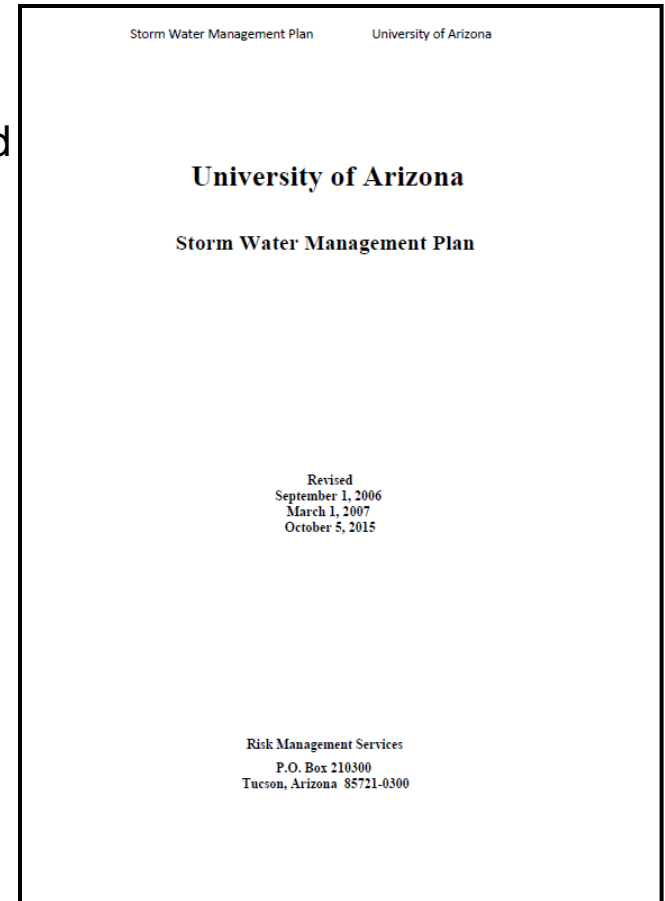 Storm Water Management Plan University of Arizona
d
University of Arizona
Storm Water Management Plan
Revised
September 1, 2006
March 1, 2007
October 5, 2015
Risk Management Services
P.O. Box 210300
Tucson, Arizona 85721-0300